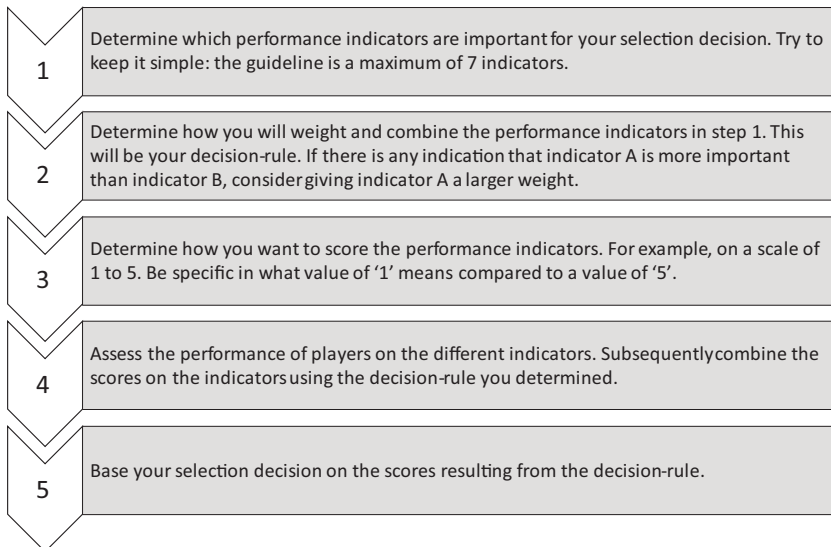 1
Determine which performance indicators are important for your selection decision. Try to
keep it simple: the guideline is a maximum of 7 indicators.
2
Determine how you will weight and combine the performance indicators in step 1. This
will be your decision-rule. If there is any indication that indicator A is more important
than indicator B, consider giving indicator A a larger weight.
3
Determine how you want to score the performance indicators. For example, on a scale of
1 to 5. Be specific in what value of ‘1’ means compared to a value of ‘5’.
4
Assess the performance of players on the different indicators. Subsequently combine the
scores on the indicators using the decision-rule you determined.
5
Base your selection decision on the scores resulting from the decision-rule.